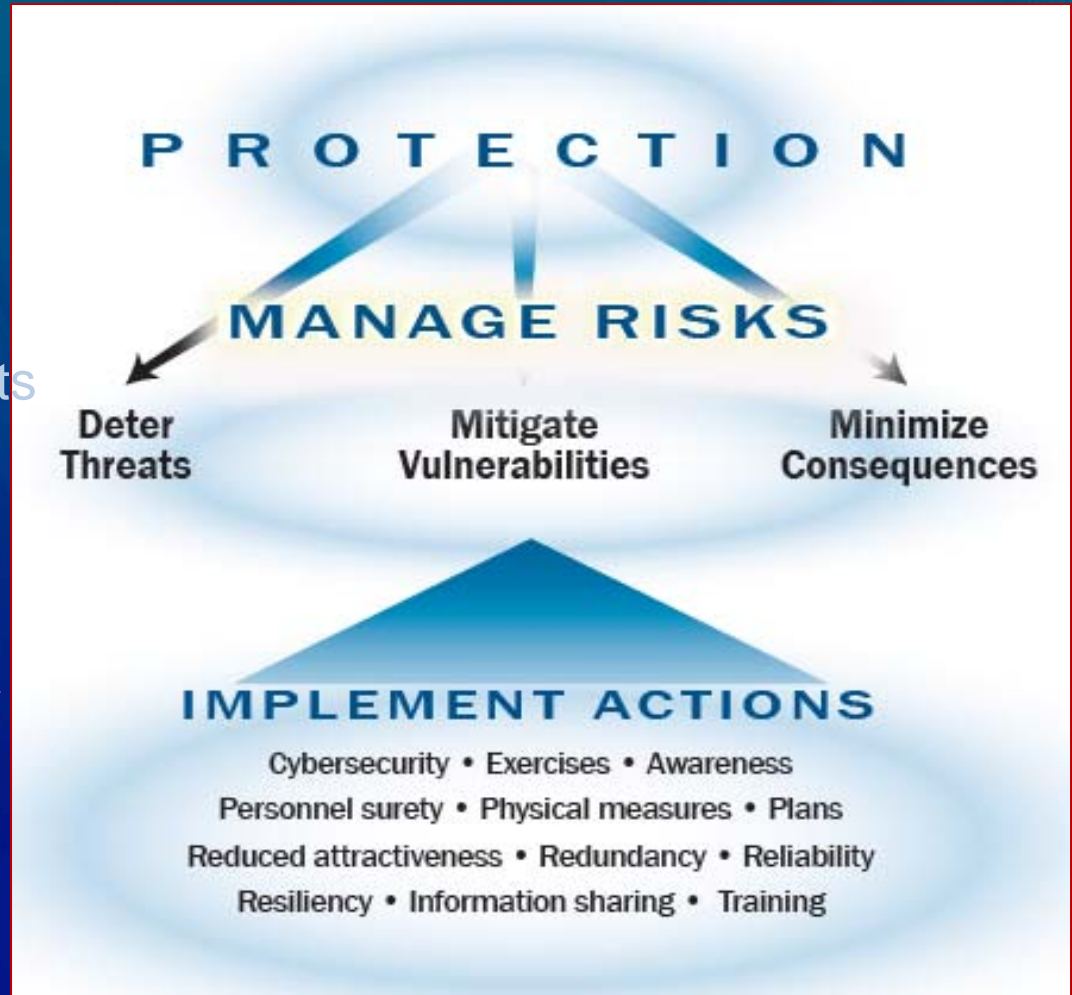 PROTECTION
MANAGE RISKS
ts
Deter
Threats
Mitigate
Vulnerabilities
Minimize
Consequences
IMPLEMENT ACTIONS
Cybersecurity • Exercises • Awareness
Personnel surety • Physical measures • Plans
Reduced attractiveness • Redundancy • Reliability
Resiliency • Information sharing • Training